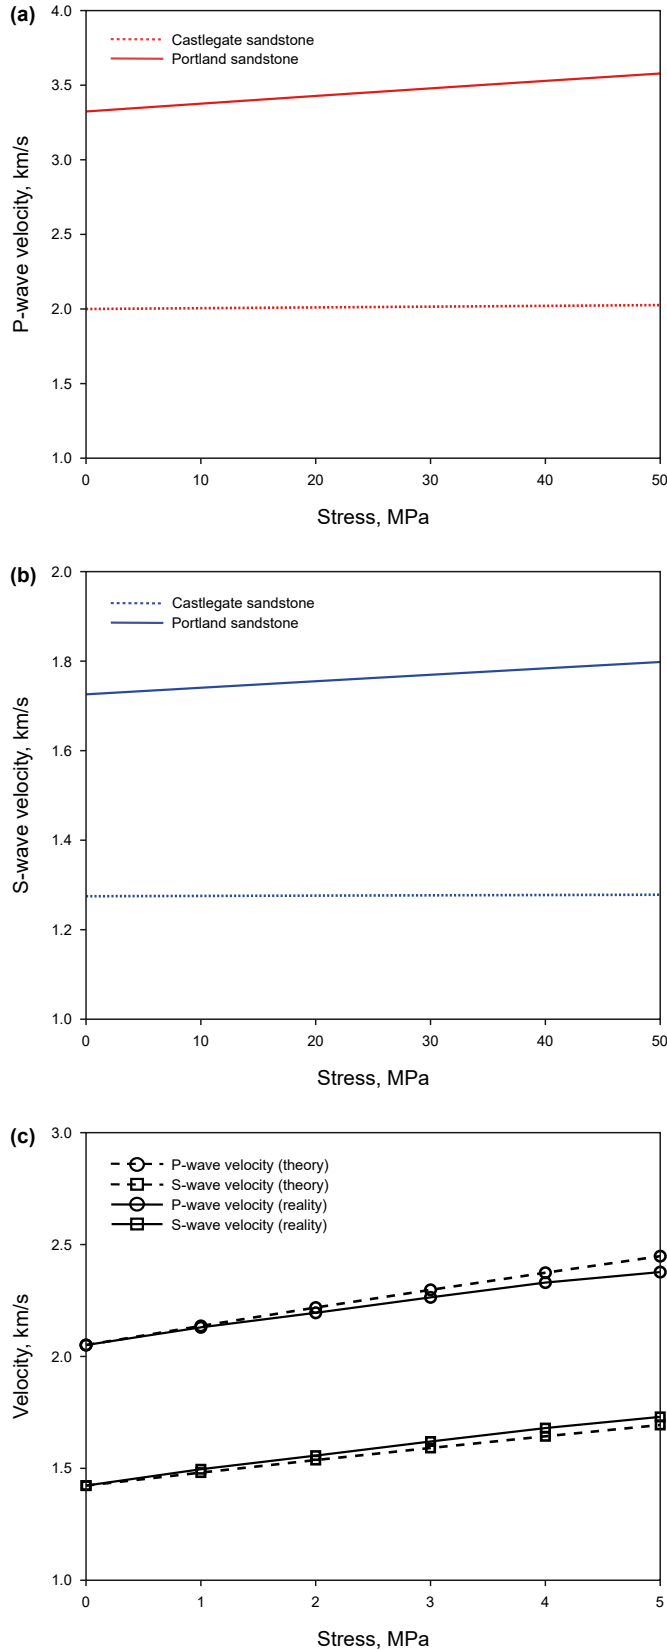 (a)
4.0
Castlegate sandstone
Portland sandstone
3.5
3.0
2.5
2.0
1.5
1.0
P-wave velocity, km/s
0 10 20 30 40 50
Stress, MPa
(b)
2.0
Castlegate sandstone
Portland sandstone
1.8
1.6
1.4
1.2
1.0
S-wave velocity, km/s
0 10 20 30 40 50
Stress, MPa
(c)
3.0
P-wave velocity (theory)
S-wave velocity (theory)
P-wave velocity (reality)
S-wave velocity (reality)
2.5
2.0
1.5
1.0
Velocity, km/s
0 1 2 3 4 5
Stress, MPa